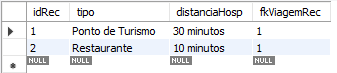 idRec tipo distanciaHosp fkViagemRec
1 Ponto de Turismo 30 minutos 1
2 Restaurante 10 minutos 1
NULL NULL NULL NULL